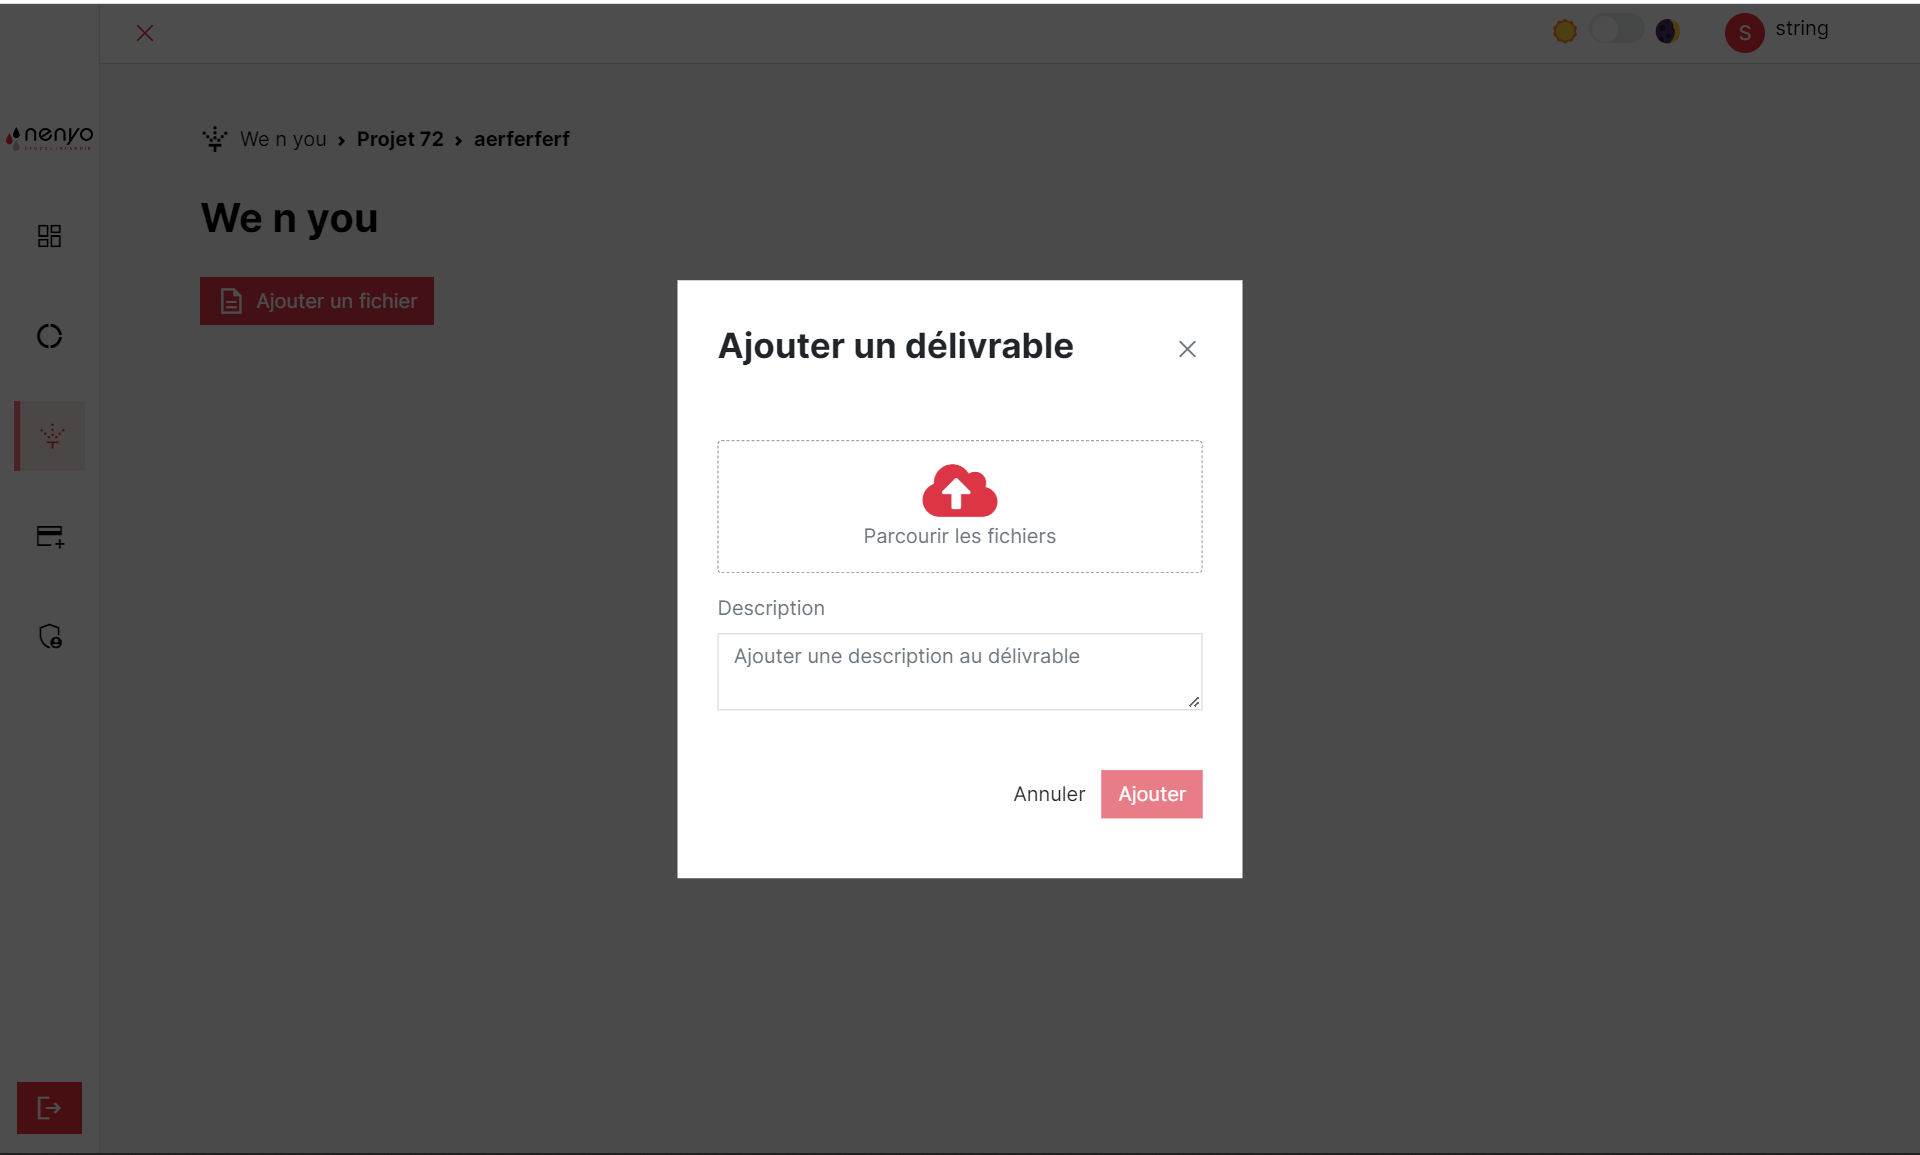 S string
nenyo
We n you › Projet 72 › aerferferf
We n you
Ajouter un fichier
Ajouter un délivrable
Parcourir les fichiers
Description
Ajouter une description au délivrable
Annuler Ajouter